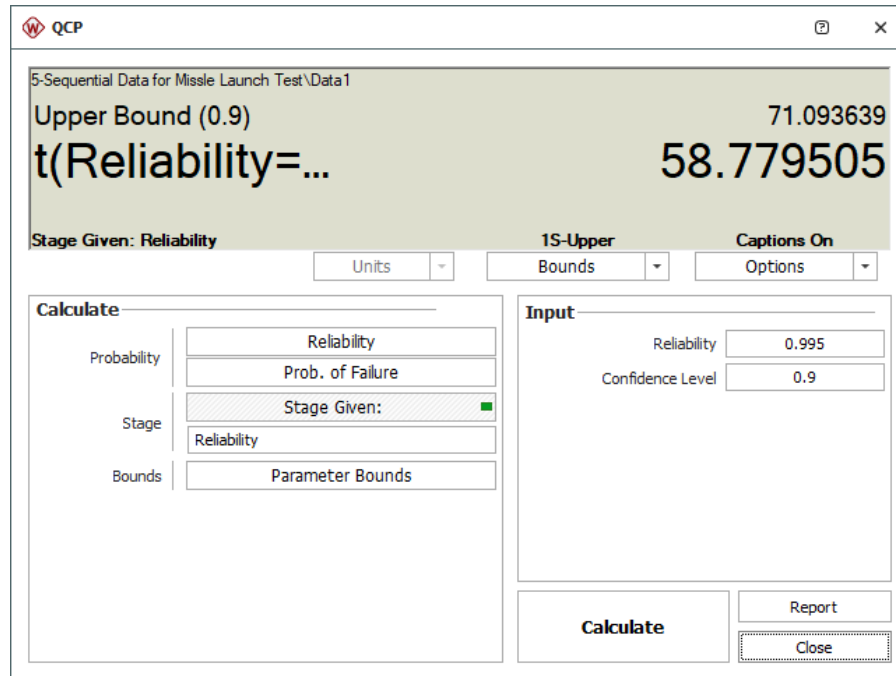 QCP
5-Sequential Data for Missle Launch Test\Data1
Upper Bound (0.9) 71.093639
t(Reliability=... 58.779505
Stage Given: Reliability 1S-Upper Captions On
Units Bounds Options
Calculate
Probability
Reliability
Prob. of Failure
Stage
Stage Given:
Reliability
Bounds Parameter Bounds
Input
Reliability 0.995
Confidence Level 0.9
Calculate
Report
Close